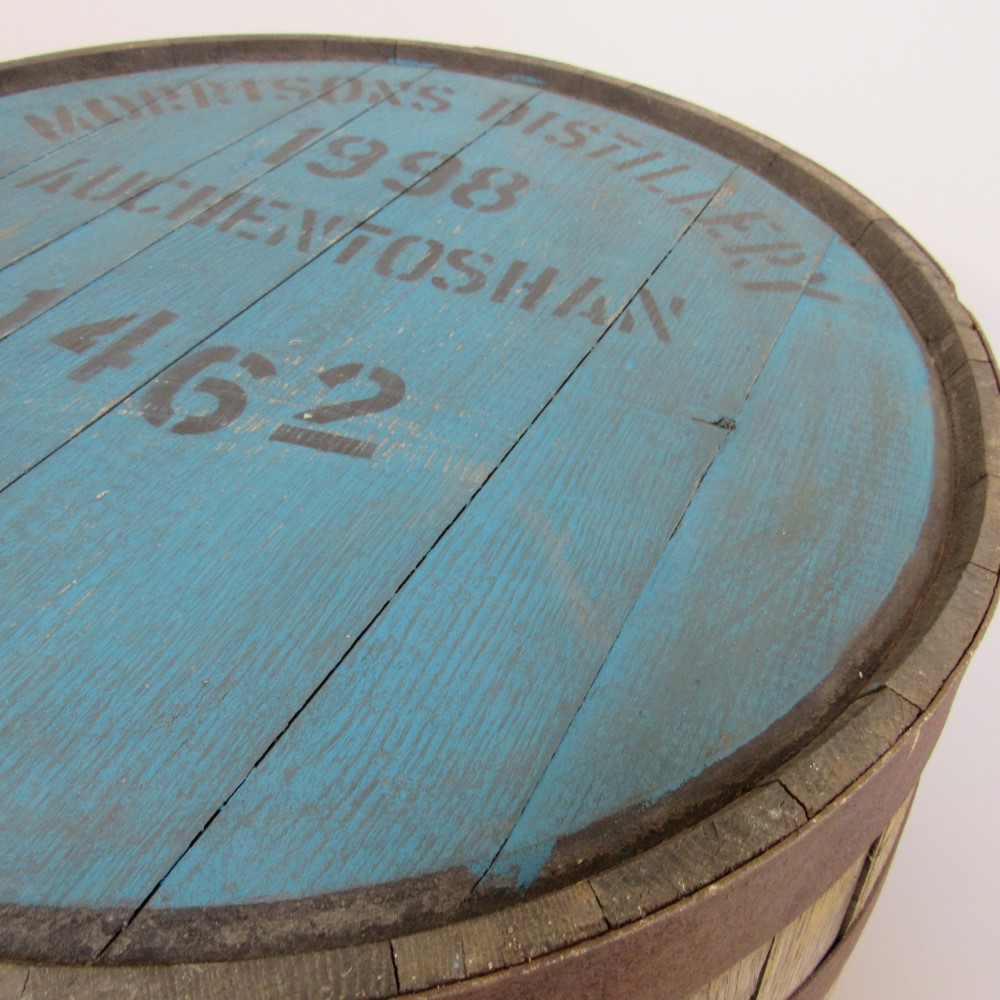 MORRISONS DISTILLERY
1998
AUCHENTOSHAN
1462